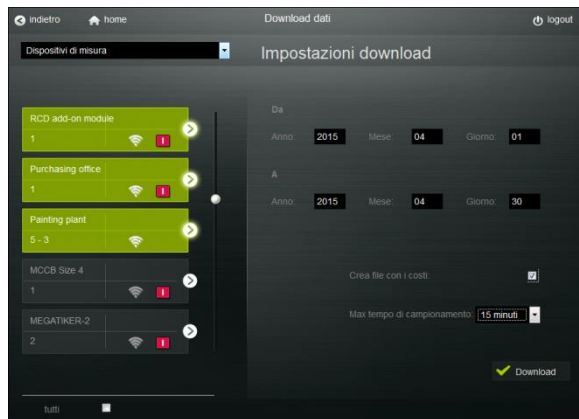 indietro home Download dati logout
Dispositivi di misura
Impostazioni download
RCD add-on module
1 I
Purchasing office
1 I
Painting plant
5 - 3
MCCB Size 4
1 I
MEGATIKER-2
2 I
tutti
Da
Anno: 2015 Mese: 04 Giorno: 01
A
Anno: 2015 Mese: 04 Giorno: 30
Crea file con i costi:
Max tempo di campionamento: 15 minuti
Download